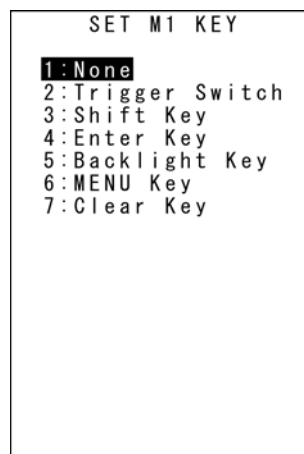 SET M1 KEY
1:None
2:Trigger Switch
3:Shift Key
4:Enter Key
5:Backlight Key
6:MENU Key
7:Clear Key